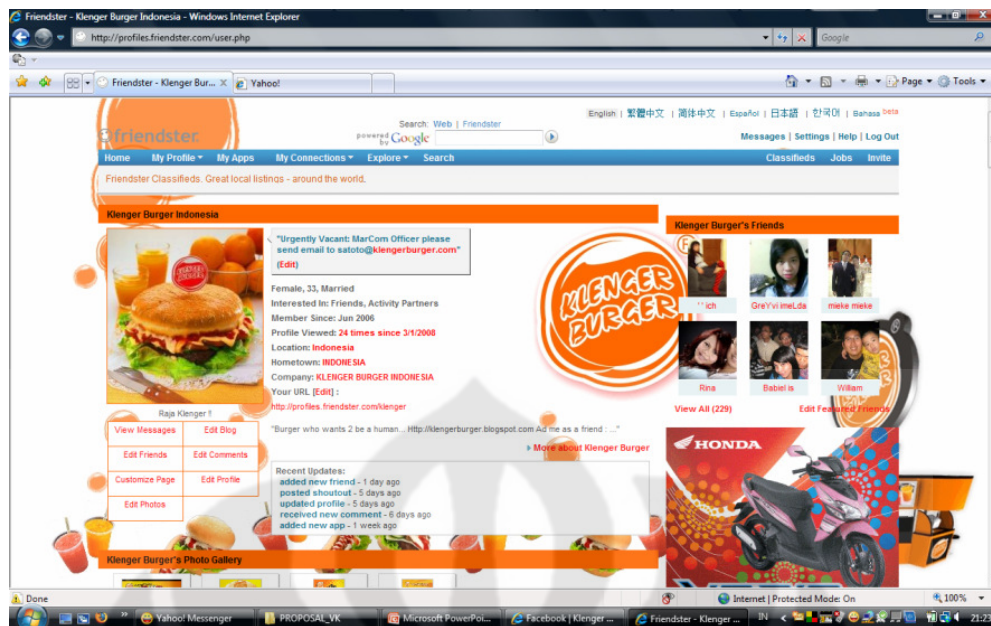 Friendster - Klenger Burger Indonesia - Windows Internet Explorer
http://profiles.friendster.com/user.php
Google
Friendster - Klenger Bur... X
Yahoo!
Page
Tools
English | 繁體中文 | 简体中文 | Español | 日本語 | 한국어 | Bahasa beta
Search: Web | Friendster
friendster.
powered by Google
Messages | Settings | Help | Log Out
Home My Profile My Apps My Connections Explore Search Classifieds Jobs Invite
Friendster Classifieds. Great local listings - around the world.
Klenger Burger Indonesia
"Urgently Vacant: MarCom Officer please
send email to satoto@klengerburger.com"
(Edit)
Female, 33, Married
Interested In: Friends, Activity Partners
Member Since: Jun 2006
Profile Viewed: 24 times since 3/1/2008
Location: Indonesia
Hometown: INDONESIA
Company: KLENGER BURGER INDONESIA
Your URL [Edit] :
http://profiles.friendster.com/klenger
Raja Klenger !!
View Messages Edit Blog
Edit Friends Edit Comments
Customize Page Edit Profile
Edit Photos
"Burger who wants 2 be a human... Http://klengerburger.blogspot.com Ad me as a friend : ..."
More about Klenger Burger
Recent Updates:
added new friend - 1 day ago
posted shoutout - 5 days ago
updated profile - 5 days ago
received new comment - 6 days ago
added new app - 1 week ago
Klenger Burger's Photo Gallery
KLENGER
BURGER
®
Klenger Burger's Friends
GreYvi imeLda
mieke mieke
Rina
Babiel is
William
View All (229)
Edit Featured Friends
HONDA
Done
Internet | Protected Mode: On
100%
Yahoo! Messenger
PROPOSAL_VK
Microsoft PowerPoi...
Facebook | Klenger ...
Friendster - Klenger ...
IN
21:23